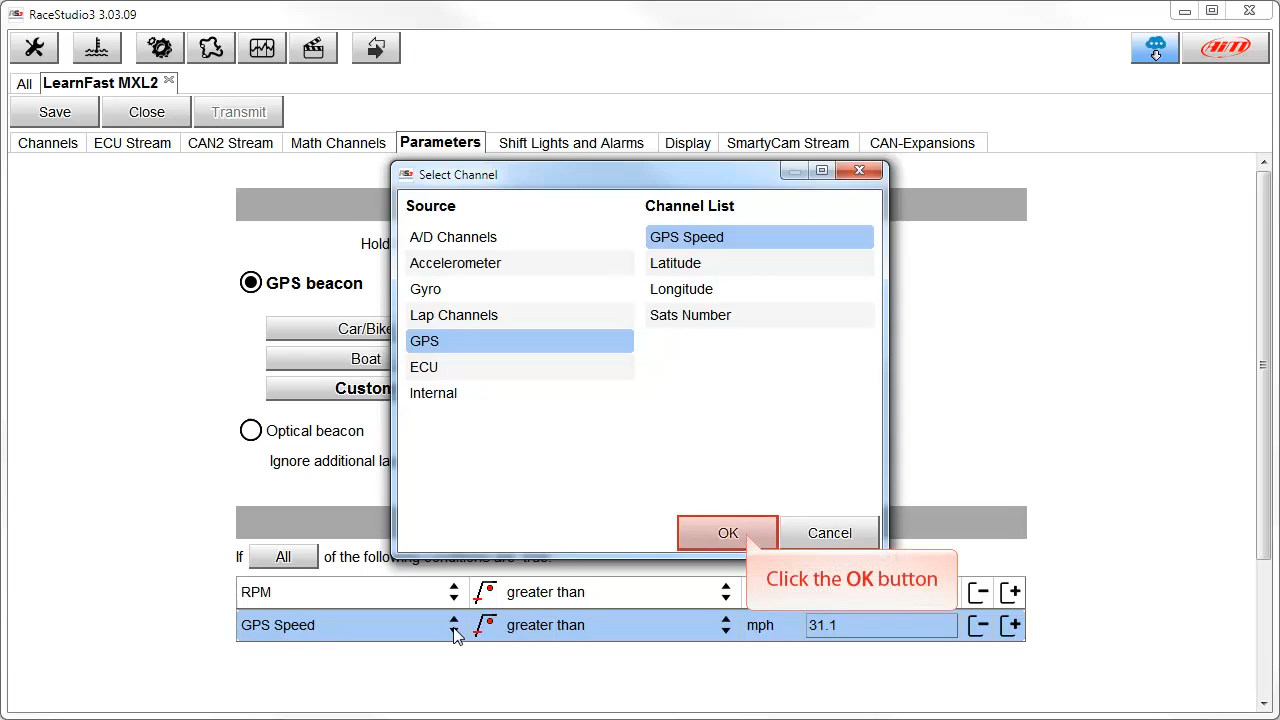 RS3 RaceStudio3 3.03.09
AiM
All
LearnFast MXL2
Save
Close
Transmit
Channels
ECU Stream
CAN2 Stream
Math Channels
Parameters
Shift Lights and Alarms
Display
SmartyCam Stream
CAN-Expansions
RS3 Select Channel
Source
A/D Channels
Accelerometer
Gyro
Lap Channels
GPS
ECU
Internal
Channel List
GPS Speed
Latitude
Longitude
Sats Number
OK
Cancel
Click the OK button
Hold
GPS beacon
Car/Bike
Boat
Custom
Optical beacon
Ignore additional la
If All of the following conditions are true:
RPM greater than
GPS Speed greater than mph 31.1